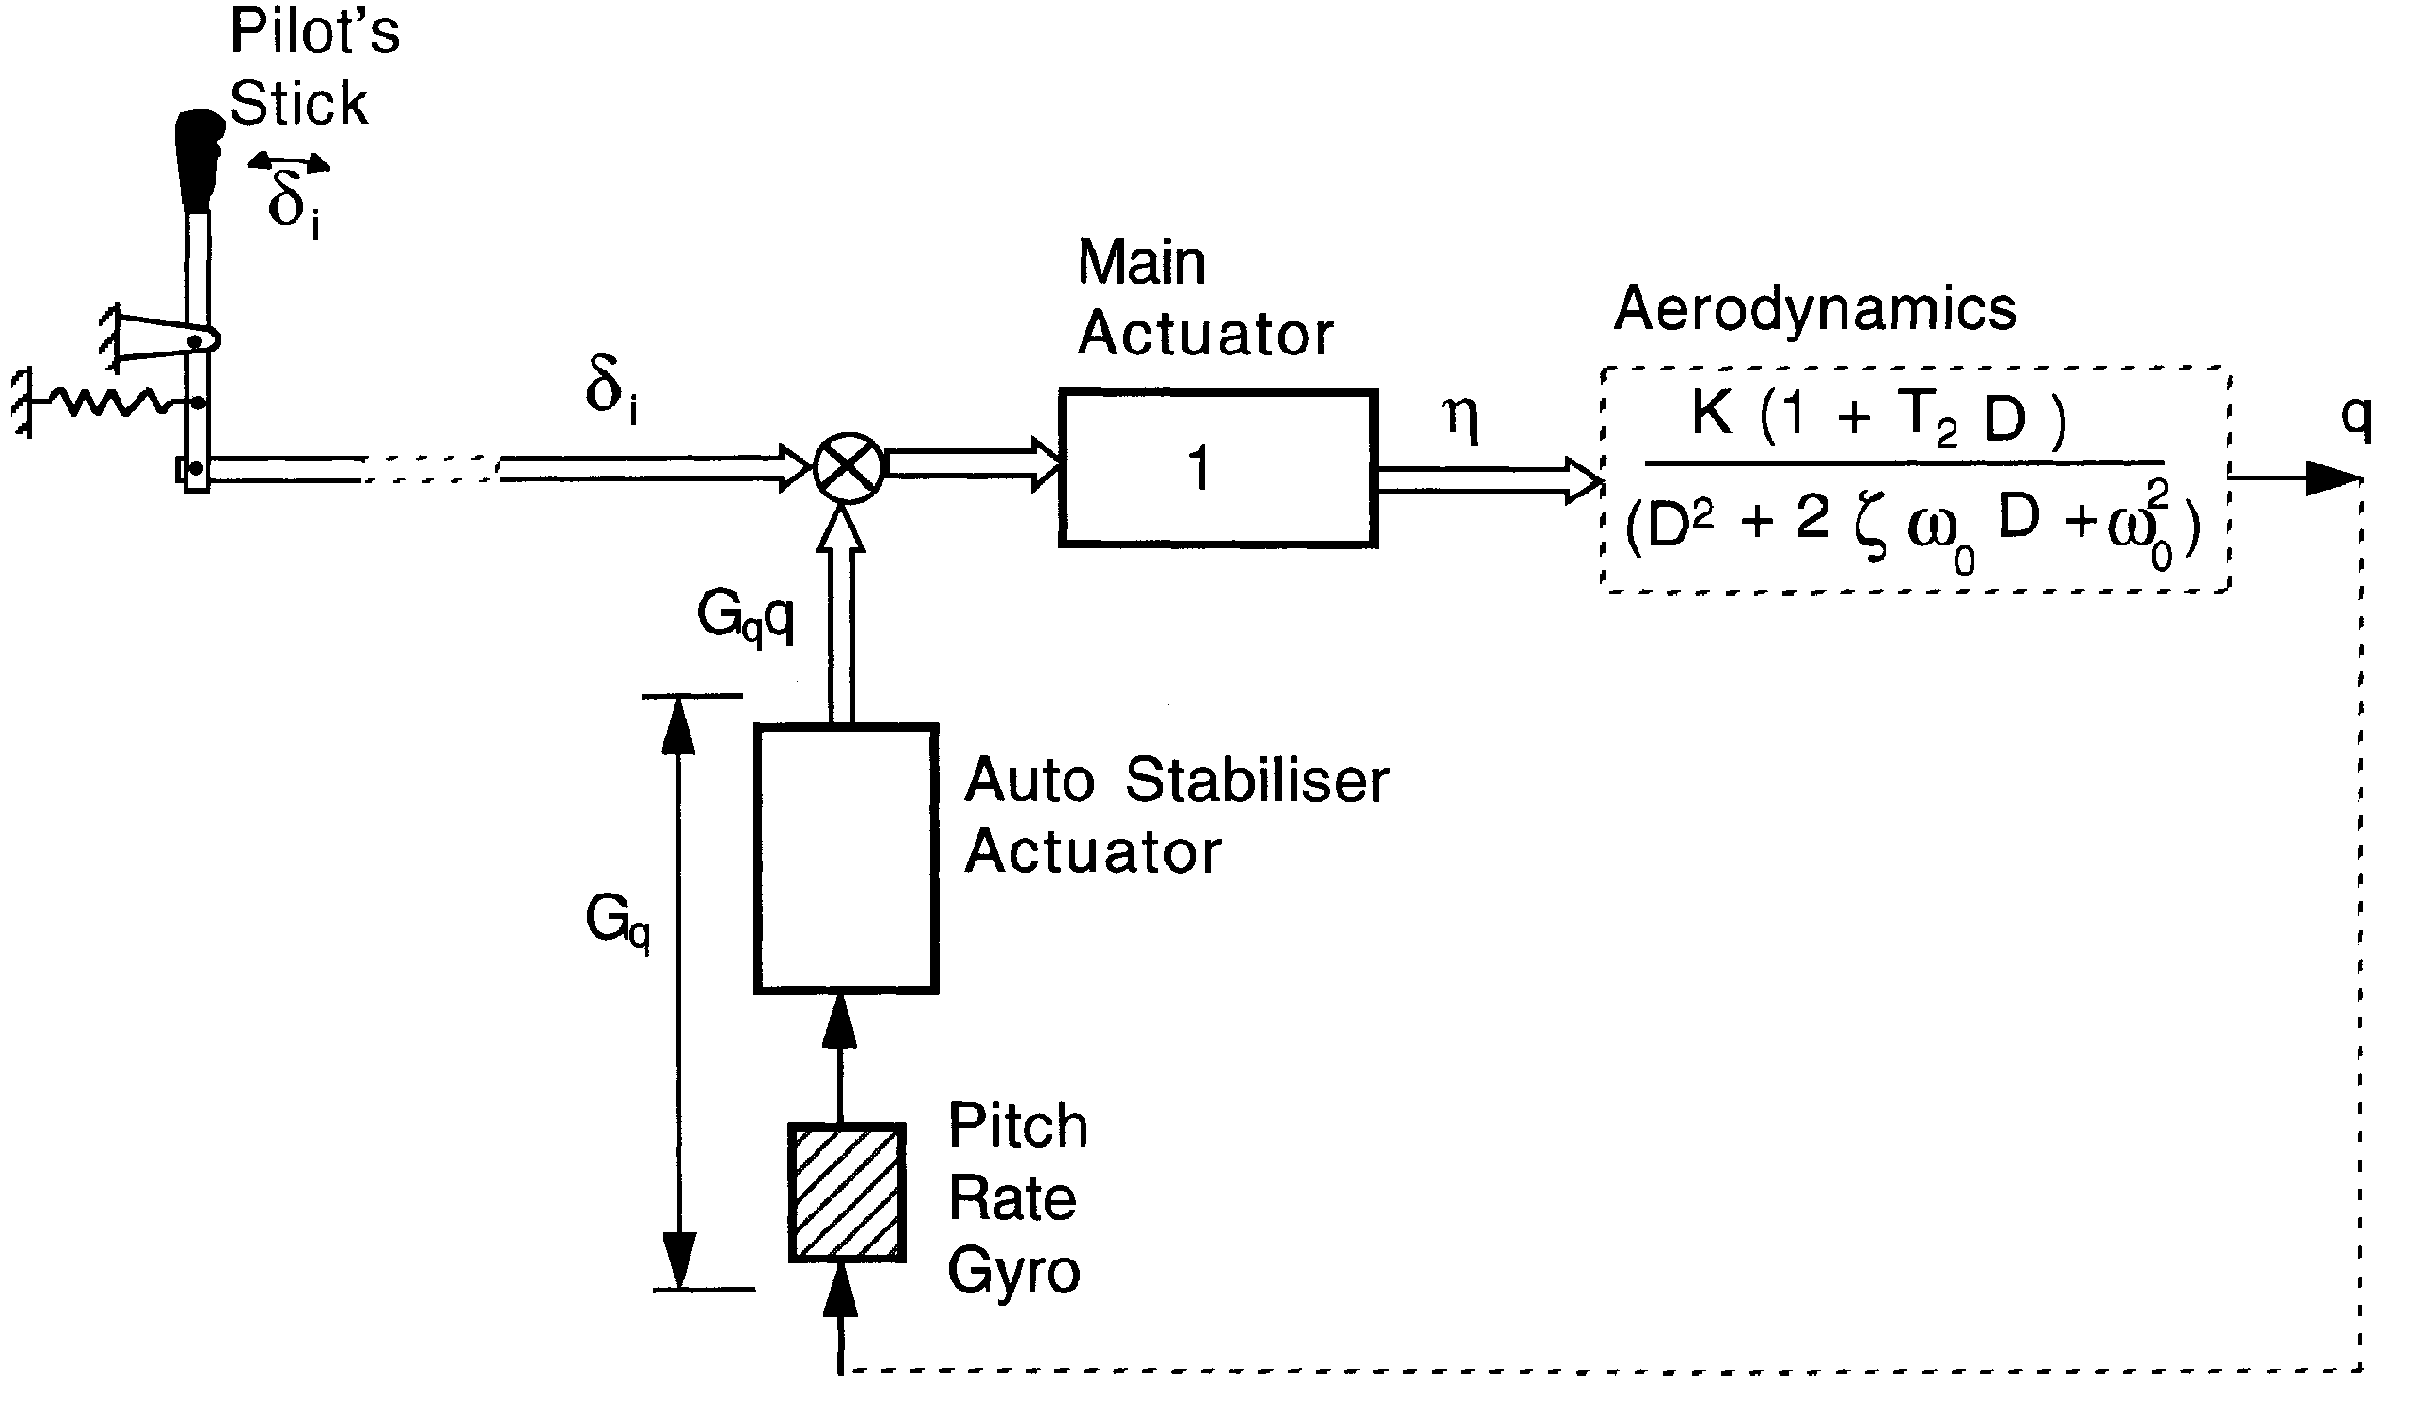 Pilot's
Stick
δi
δi
Main
Actuator
1
η
Aerodynamics
K (1 + T2 D )
(D² + 2 ζ ω0 D + ω0²)
q
Gqq
Gq
Auto Stabiliser
Actuator
Pitch
Rate
Gyro